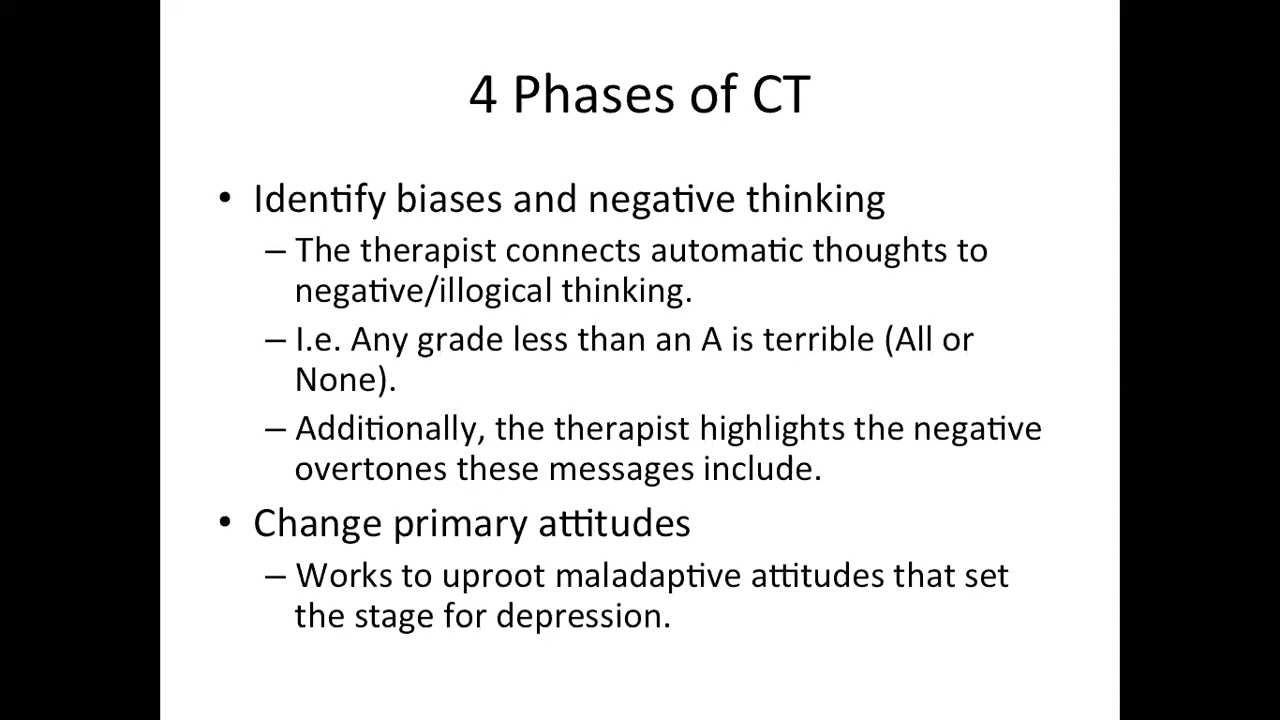 4 Phases of CT
• Identify biases and negative thinking
– The therapist connects automatic thoughts to
negative/illogical thinking.
– I.e. Any grade less than an A is terrible (All or
None).
– Additionally, the therapist highlights the negative
overtones these messages include.
• Change primary attitudes
– Works to uproot maladaptive attitudes that set
the stage for depression.